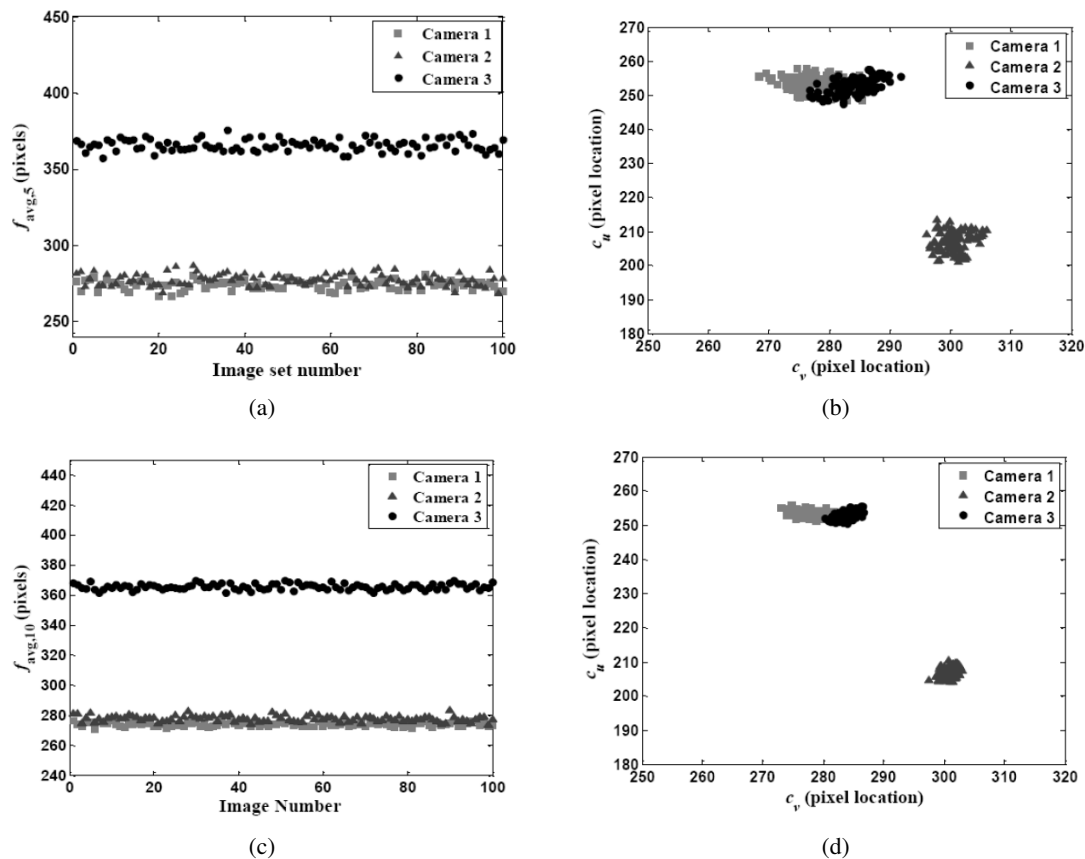 450
400
350
300
250
f_avg,5 (pixels)
0 20 40 60 80 100
Image set number
Camera 1
Camera 2
Camera 3
(a)
270
260
250
240
230
220
210
200
190
180
c_u (pixel location)
250 260 270 280 290 300 310 320
c_v (pixel location)
Camera 1
Camera 2
Camera 3
(b)
440
420
400
380
360
340
320
300
280
260
240
f_avg,10 (pixels)
0 20 40 60 80 100
Image Number
Camera 1
Camera 2
Camera 3
(c)
270
260
250
240
230
220
210
200
190
180
c_u (pixel location)
250 260 270 280 290 300 310 320
c_v (pixel location)
Camera 1
Camera 2
Camera 3
(d)